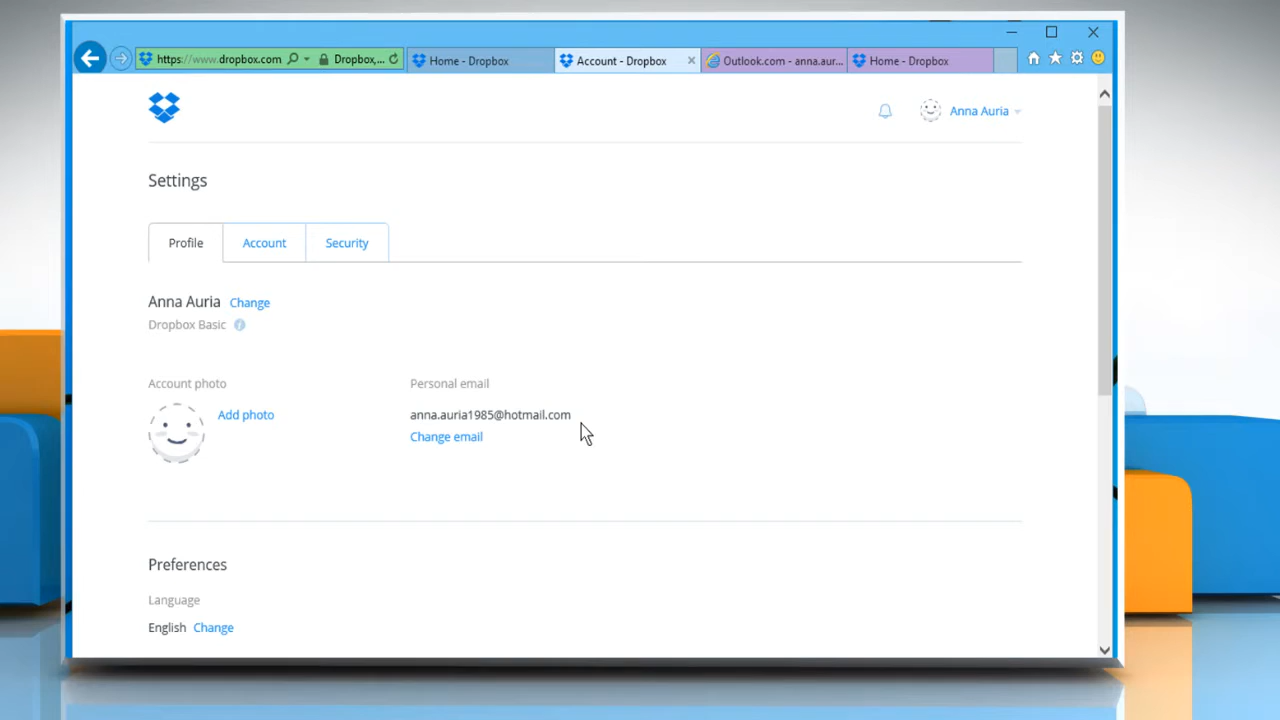 https://www.dropbox.com Dropbox,... Home - Dropbox Account - Dropbox Outlook.com - anna.aur... Home - Dropbox
Anna Auria
Settings
Profile Account Security
Anna Auria Change
Dropbox Basic
Account photo Personal email
Add photo anna.auria1985@hotmail.com
Change email
Preferences
Language
English Change